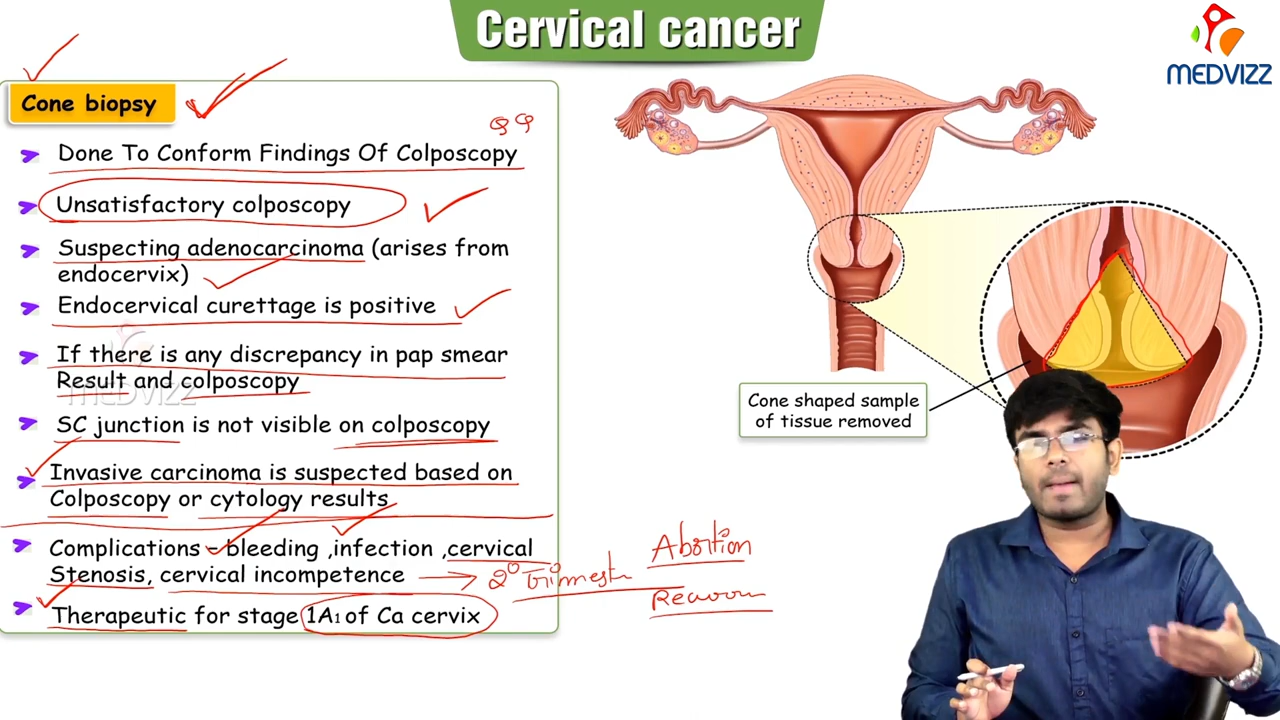 Cervical cancer
MEDVIZZ
Cone biopsy
Done To Conform Findings Of Colposcopy
Unsatisfactory colposcopy
Suspecting adenocarcinoma (arises from
endocervix)
Endocervical curettage is positive
If there is any discrepancy in pap smear
Result and colposcopy
MEDVIZZ
SC junction is not visible on colposcopy
Invasive carcinoma is suspected based on
Colposcopy or cytology results
Complications - bleeding ,infection ,cervical
Stenosis, cervical incompetence
2° Trimest
Abortion
Therapeutic for stage 1A1 of Ca cervix
Cone shaped sample
of tissue removed